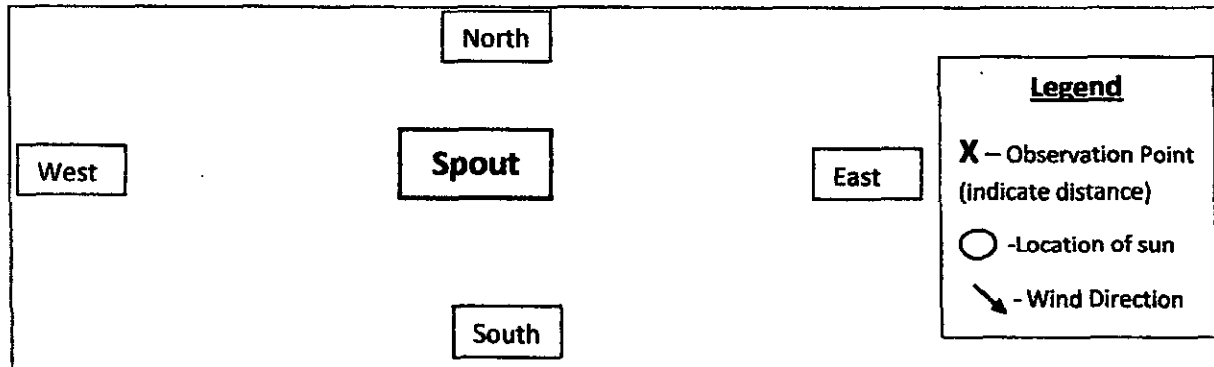 North
Legend
Spout
X – Observation Point
(indicate distance)
West
East
-Location of sun
- Wind Direction
South